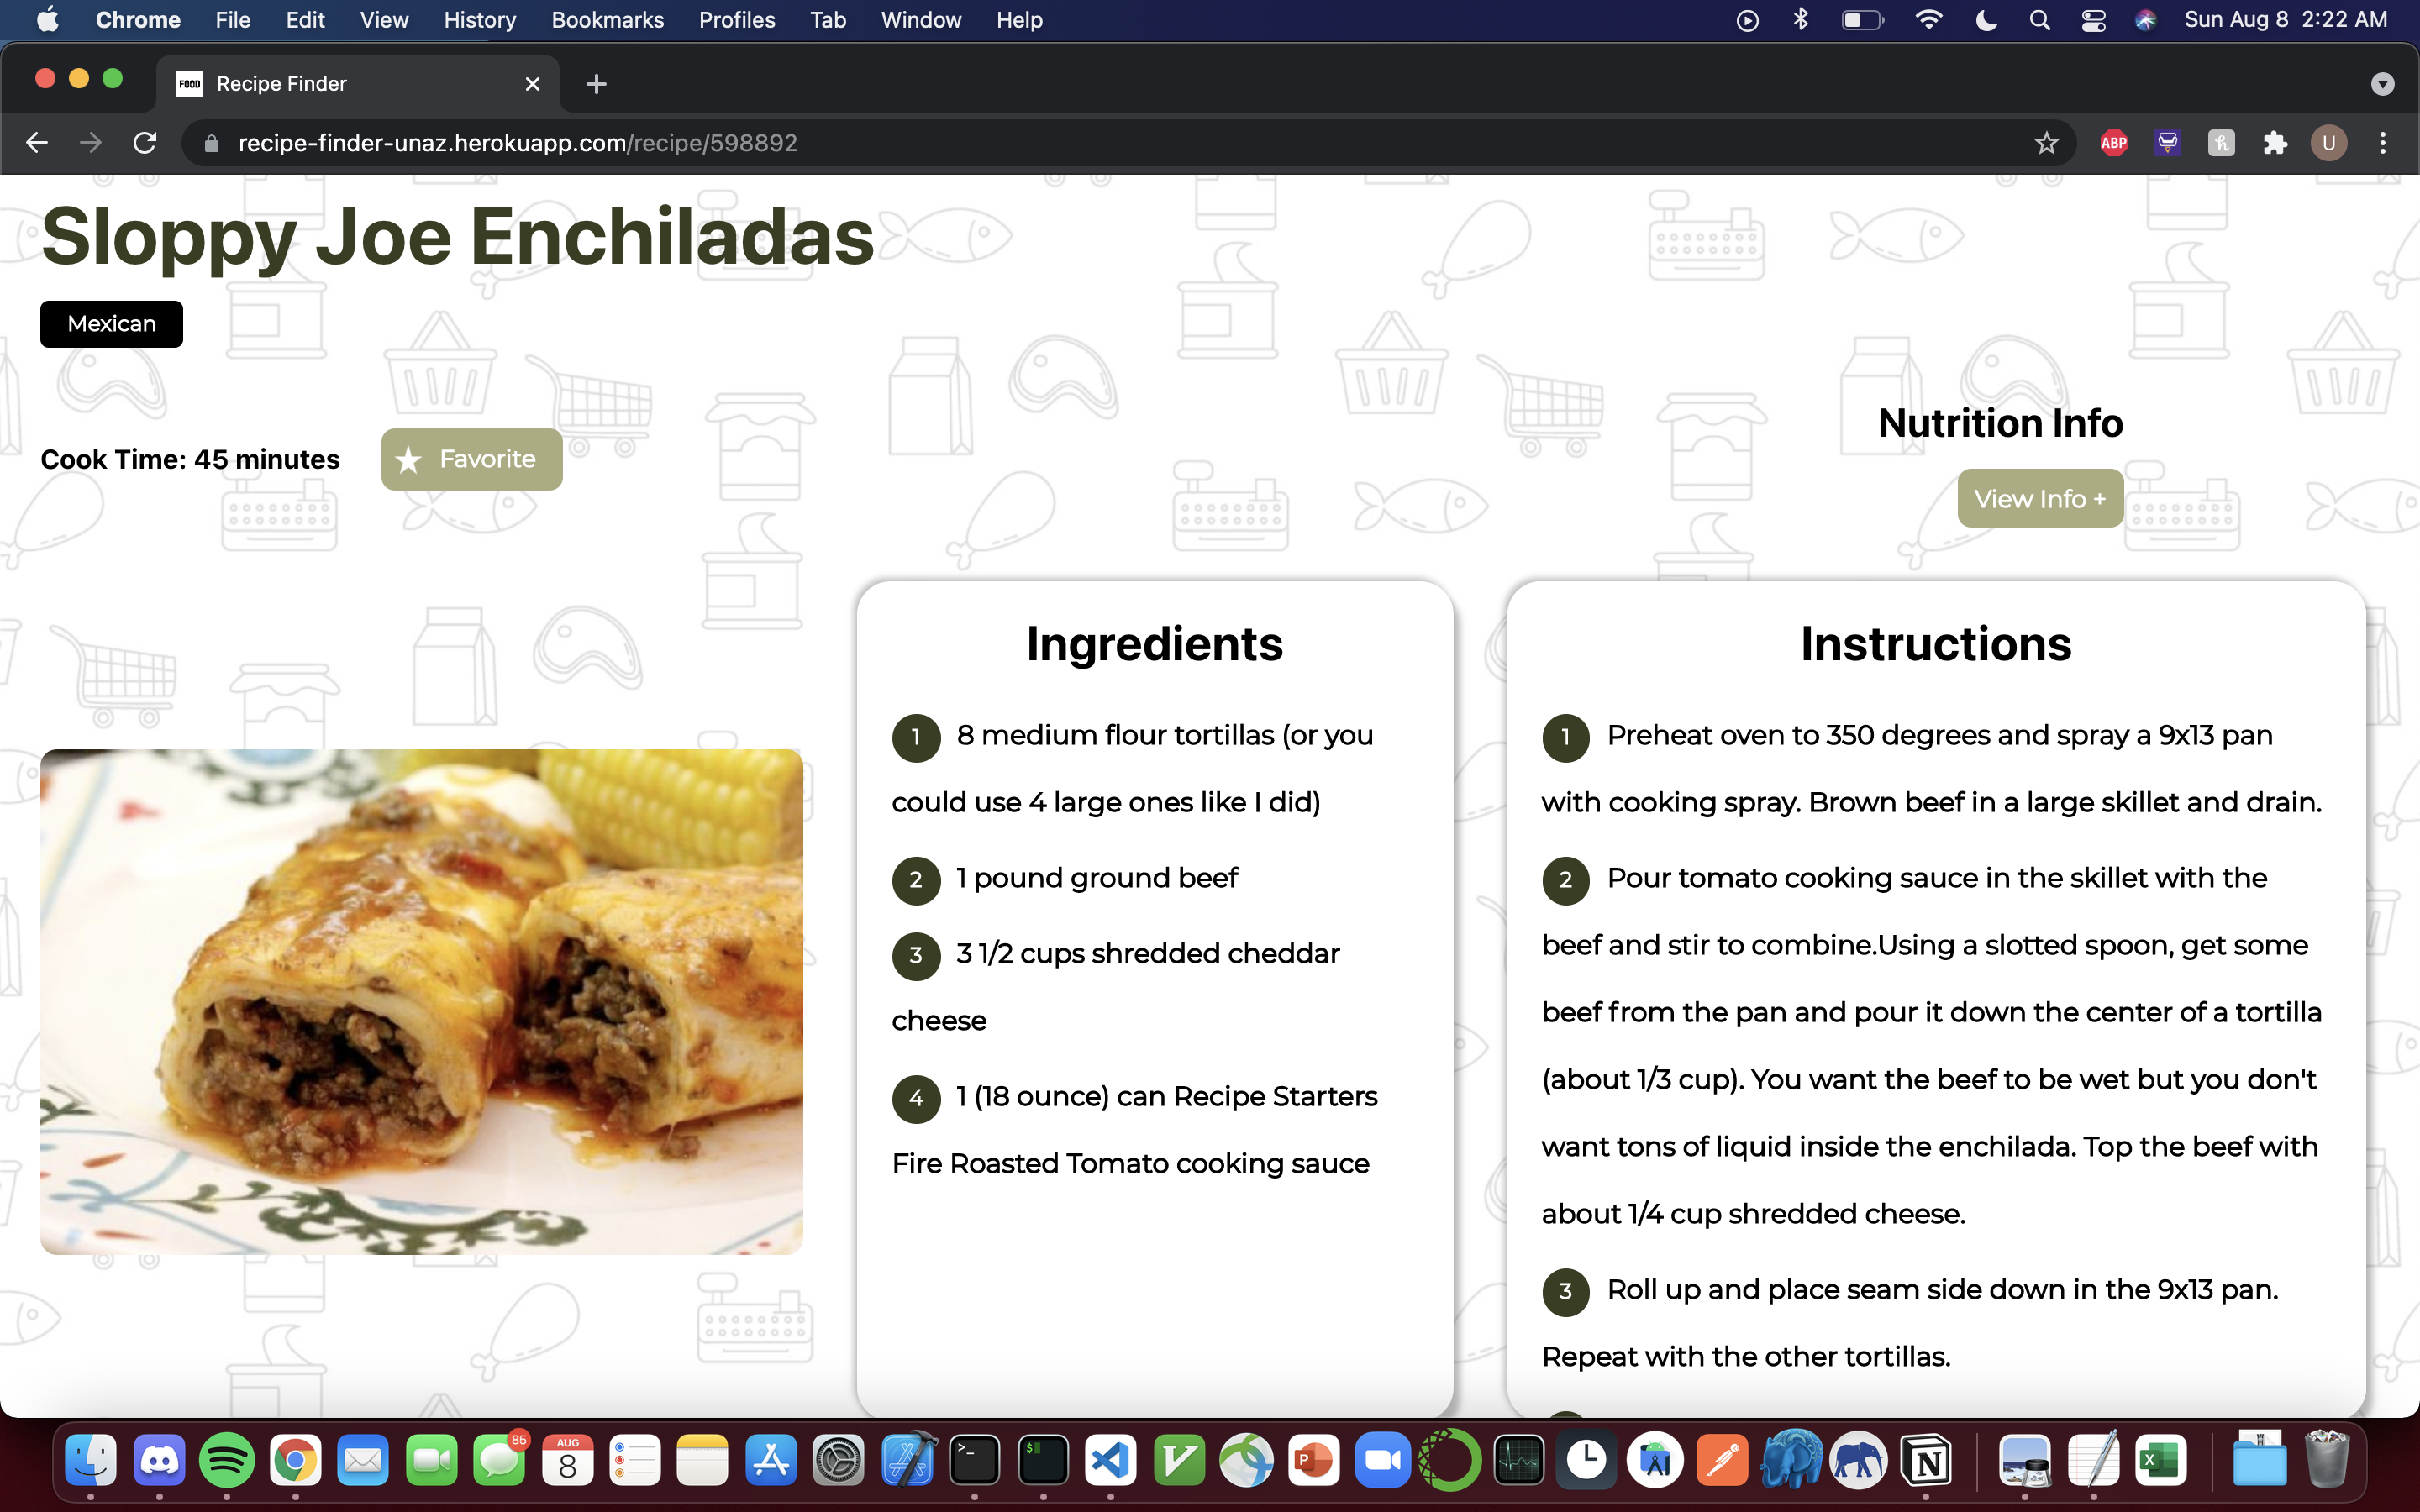 Chrome File Edit View History Bookmarks Profiles Tab Window Help Sun Aug 8 2:22 AM
FOOD Recipe Finder
recipe-finder-unaz.herokuapp.com/recipe/598892 ABP h U
Sloppy Joe Enchiladas
Mexican
Cook Time: 45 minutes
★ Favorite
Nutrition Info
View Info +
Ingredients
1 8 medium flour tortillas (or you
could use 4 large ones like I did)
2 1 pound ground beef
3 3 1/2 cups shredded cheddar
cheese
4 1 (18 ounce) can Recipe Starters
Fire Roasted Tomato cooking sauce
Instructions
1 Preheat oven to 350 degrees and spray a 9x13 pan
with cooking spray. Brown beef in a large skillet and drain.
2 Pour tomato cooking sauce in the skillet with the
beef and stir to combine.Using a slotted spoon, get some
beef from the pan and pour it down the center of a tortilla
(about 1/3 cup). You want the beef to be wet but you don't
want tons of liquid inside the enchilada. Top the beef with
about 1/4 cup shredded cheese.
3 Roll up and place seam side down in the 9x13 pan.
Repeat with the other tortillas.
85 AUG 8 >_ $ V P A N W X